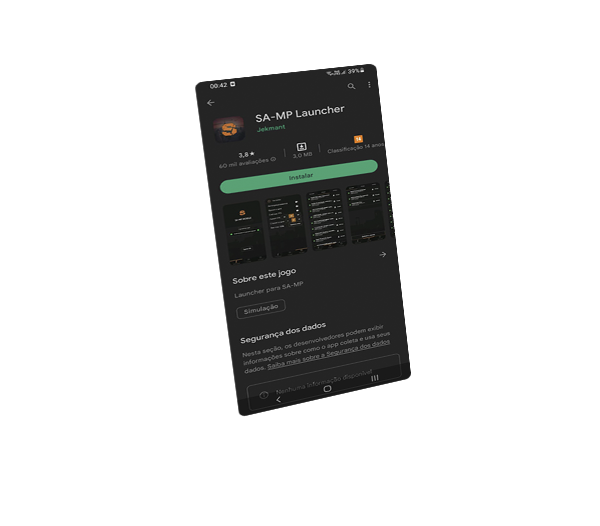 00:42 39%
SA-MP Launcher
Jekmant
3,8★
60 mil avaliações
3,0 MB
14
Classificação 14 anos
Instalar
Sobre este jogo
Launcher para SA-MP
Simulação
Segurança dos dados
Nesta seção, os desenvolvedores podem exibir
informações sobre como o app coleta e usa seus
dados. Saiba mais sobre a Segurança dos dados
Nenhuma informação disponível